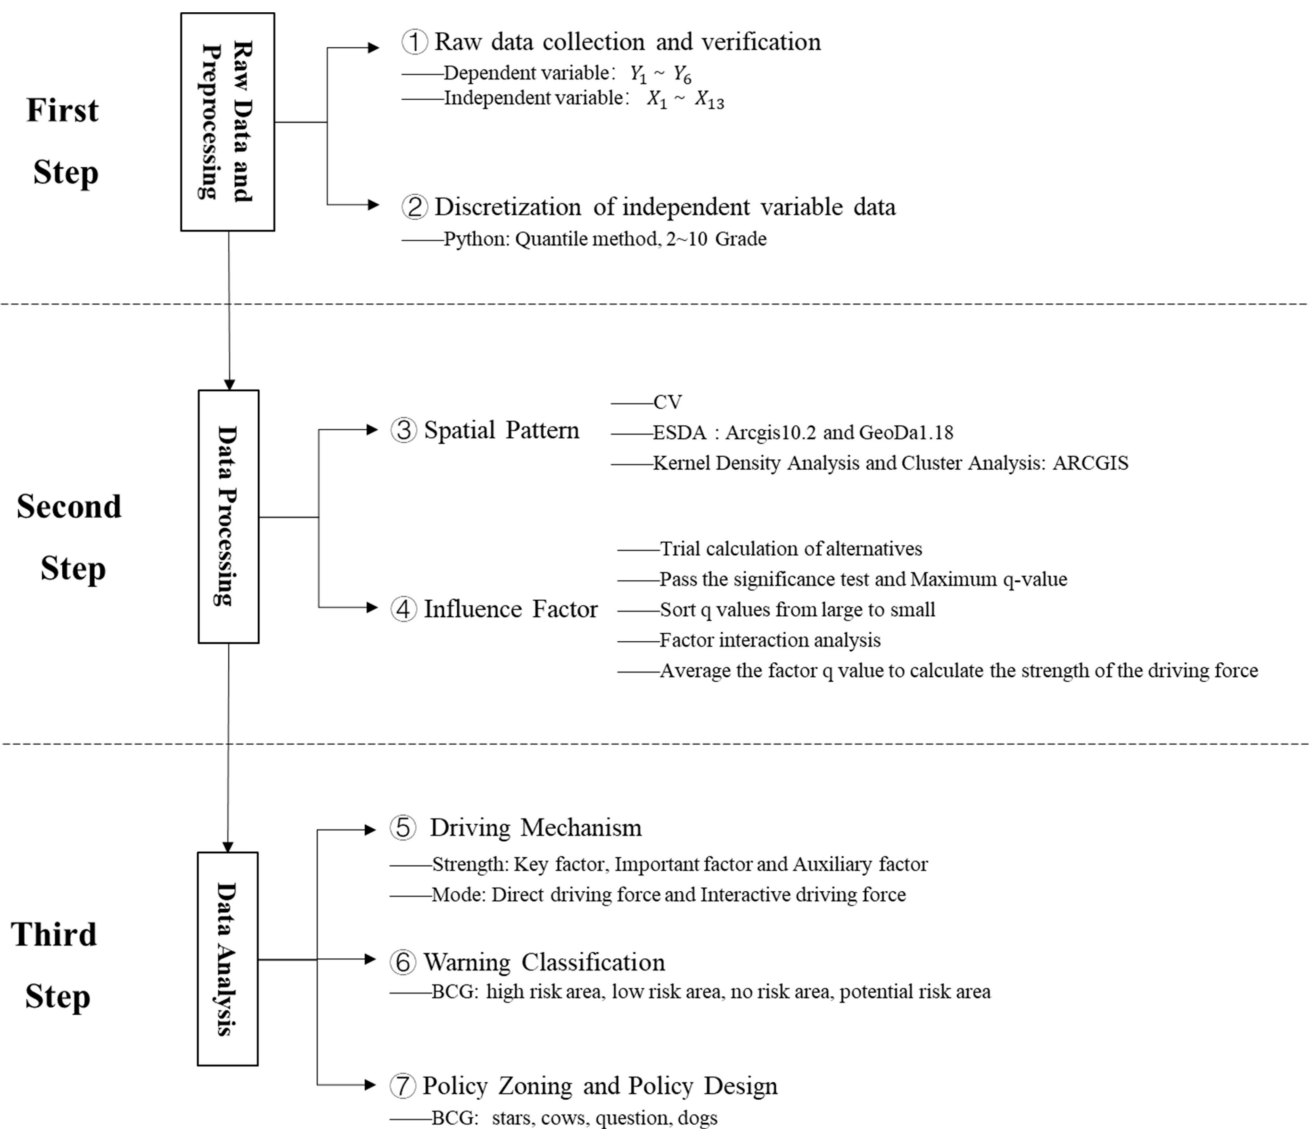 First
Step
Raw Data and
Preprocessing
① Raw data collection and verification
——Dependent variable: Y₁ ~ Y₆
——Independent variable: X₁ ~ X₁₃
② Discretization of independent variable data
——Python: Quantile method, 2~10 Grade
Second
Step
Data Processing
③ Spatial Pattern
——CV
——ESDA : Arcgis10.2 and GeoDa1.18
——Kernel Density Analysis and Cluster Analysis: ARCGIS
④ Influence Factor
——Trial calculation of alternatives
——Pass the significance test and Maximum q-value
——Sort q values from large to small
——Factor interaction analysis
——Average the factor q value to calculate the strength of the driving force
Third
Step
Data Analysis
⑤ Driving Mechanism
——Strength: Key factor, Important factor and Auxiliary factor
——Mode: Direct driving force and Interactive driving force
⑥ Warning Classification
——BCG: high risk area, low risk area, no risk area, potential risk area
⑦ Policy Zoning and Policy Design
——BCG: stars, cows, question, dogs